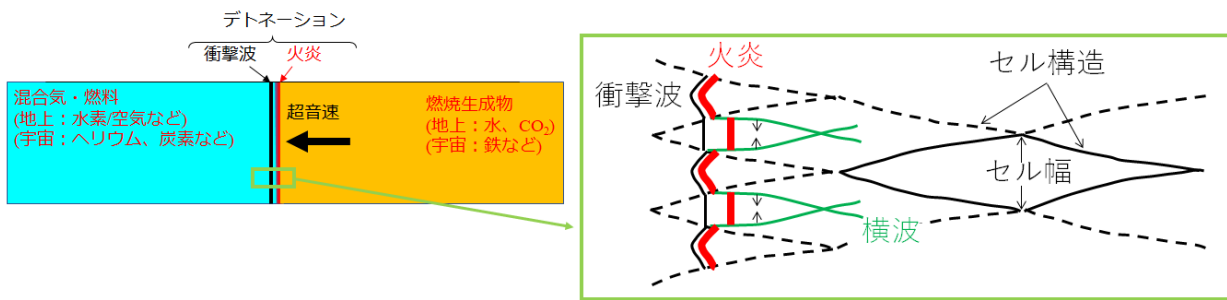 デトネーション
衝撃波
火炎
混合気・燃料
(地上：水素/空気など)
(宇宙：ヘリウム、炭素など)
超音速
燃焼生成物
(地上：水、CO₂)
(宇宙：鉄など)
火炎
衝撃波
セル構造
セル幅
横波